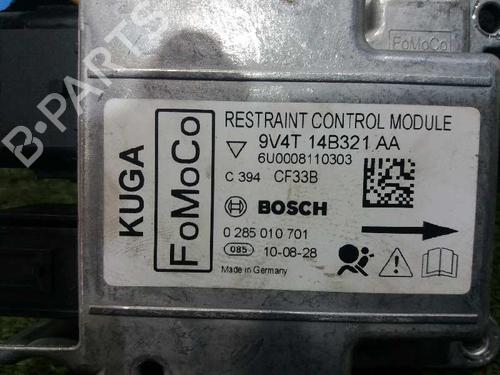 FoMoCo
B-PARTS
KUGA
FoMoCo
RESTRAINT CONTROL MODULE
9V4T 14B321 AA
6U0008110303
C 394 CF33B
BOSCH
0 285 010 701
085 10-08-28
Made in Germany